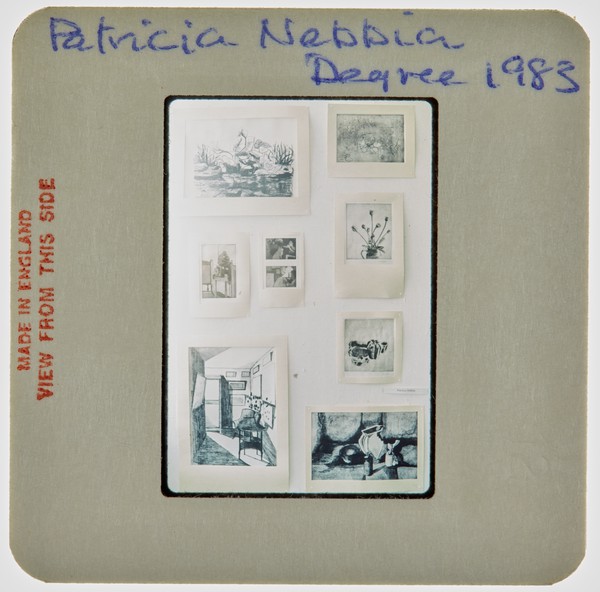 Patricia Nebbia
Degree 1983
MADE IN ENGLAND
VIEW FROM THIS SIDE